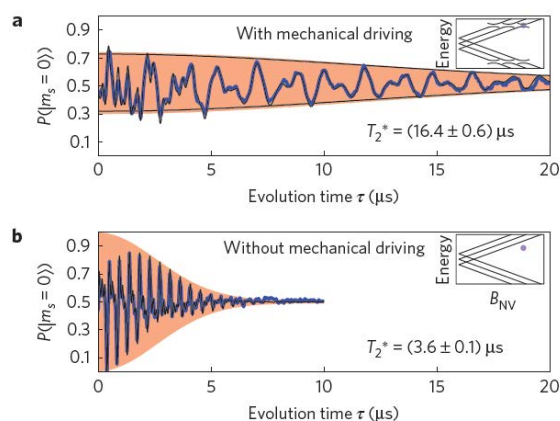 a
With mechanical driving
Energy
P(|mₛ = 0⟩)
0.9
0.7
0.5
0.3
0.1
T₂* = (16.4 ± 0.6) μs
0 5 10 15 20
Evolution time τ (μs)
b
Without mechanical driving
Energy
B_NV
P(|mₛ = 0⟩)
0.9
0.7
0.5
0.3
0.1
T₂* = (3.6 ± 0.1) μs
0 5 10 15 20
Evolution time τ (μs)